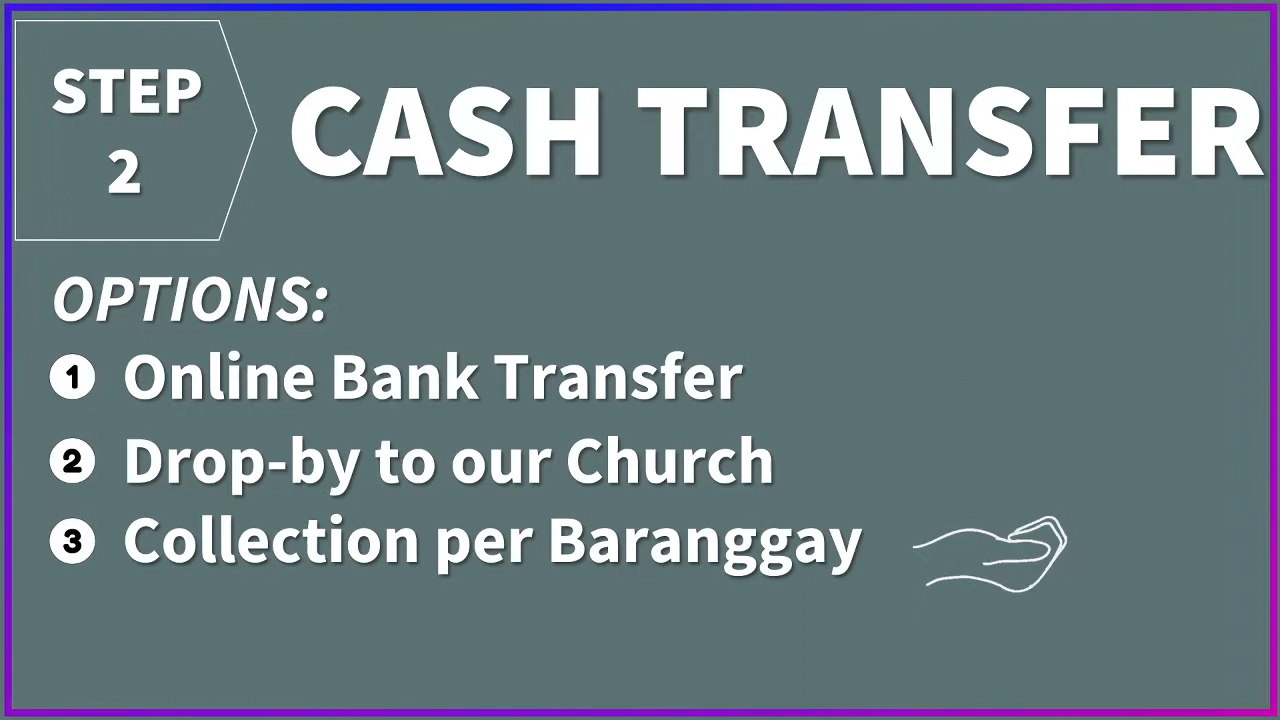 STEP
2
CASH TRANSFER
OPTIONS:
1 Online Bank Transfer
2 Drop-by to our Church
3 Collection per Baranggay